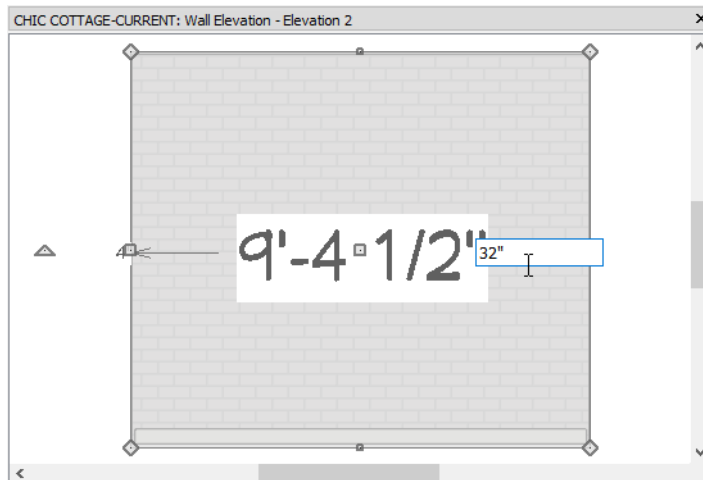 CHIC COTTAGE-CURRENT: Wall Elevation - Elevation 2
9'-4 1/2"
32"